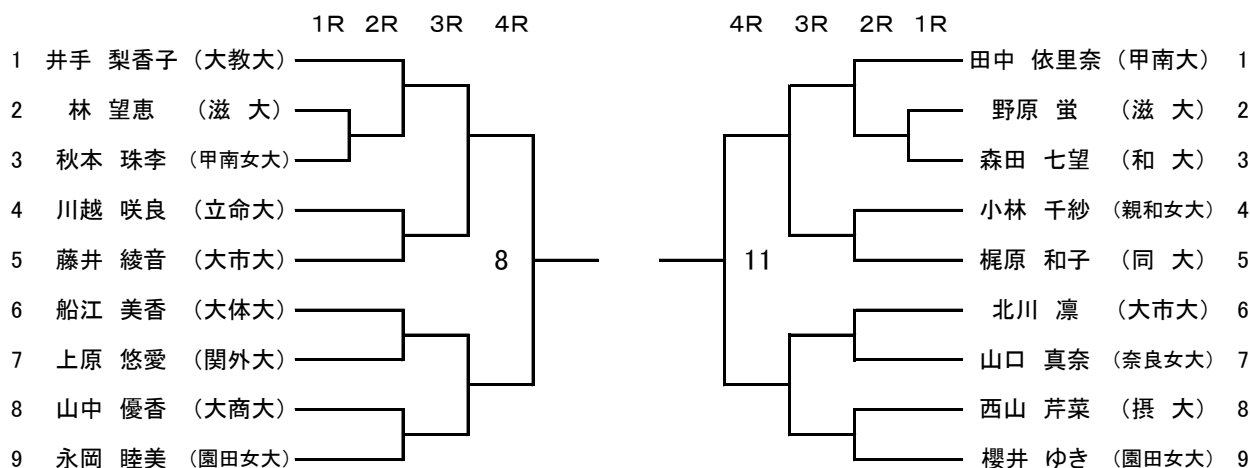 1R 2R 3R 4R 4R 3R 2R 1R
1 井手 梨香子 (大教大) 田中 依里奈 (甲南大) 1
2 林 望恵 (滋 大) 野原 蛍 (滋 大) 2
3 秋本 珠李 (甲南女大) 森田 七望 (和 大) 3
4 川越 咲良 (立命大) 小林 千紗 (親和女大) 4
5 藤井 綾音 (大市大) 8 11 梶原 和子 (同 大) 5
6 船江 美香 (大体大) 北川 凛 (大市大) 6
7 上原 悠愛 (関外大) 山口 真奈 (奈良女大) 7
8 山中 優香 (大商大) 西山 芹菜 (摂 大) 8
9 永岡 睦美 (園田女大) 櫻井 ゆき (園田女大) 9